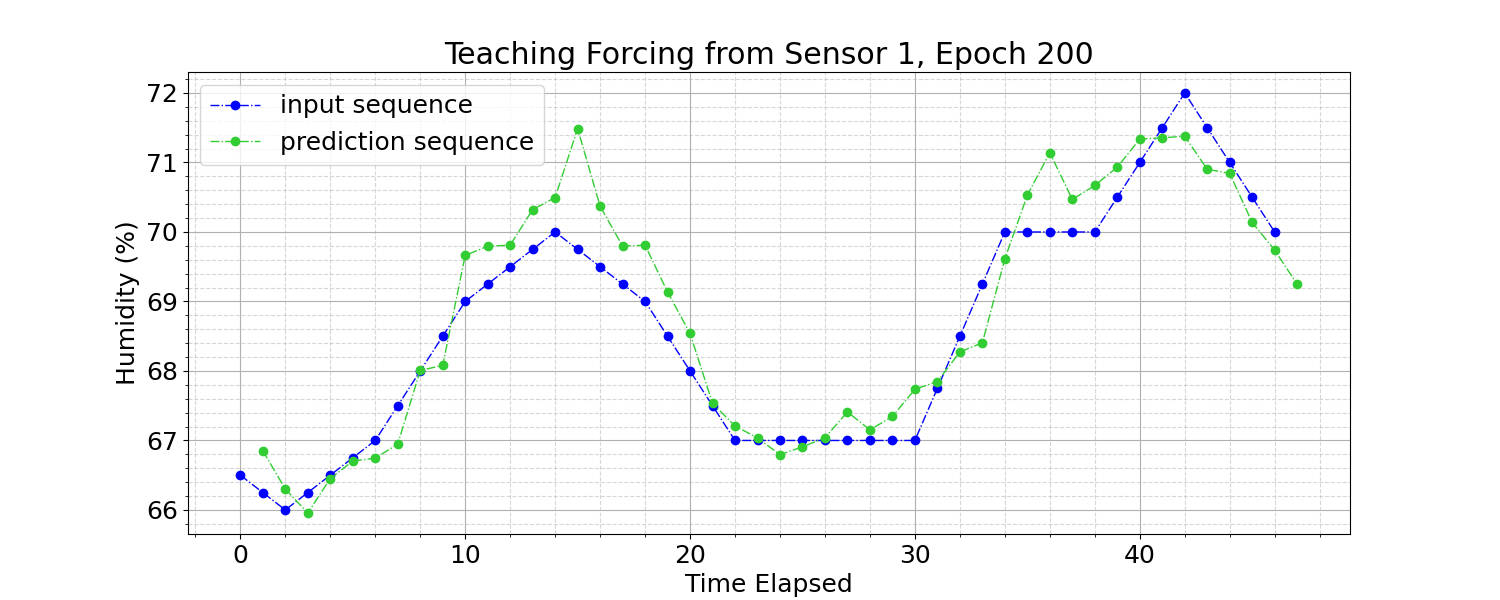 Teaching Forcing from Sensor 1, Epoch 200
input sequence
prediction sequence
72
71
70
69
68
67
66
Humidity (%)
0 10 20 30 40
Time Elapsed